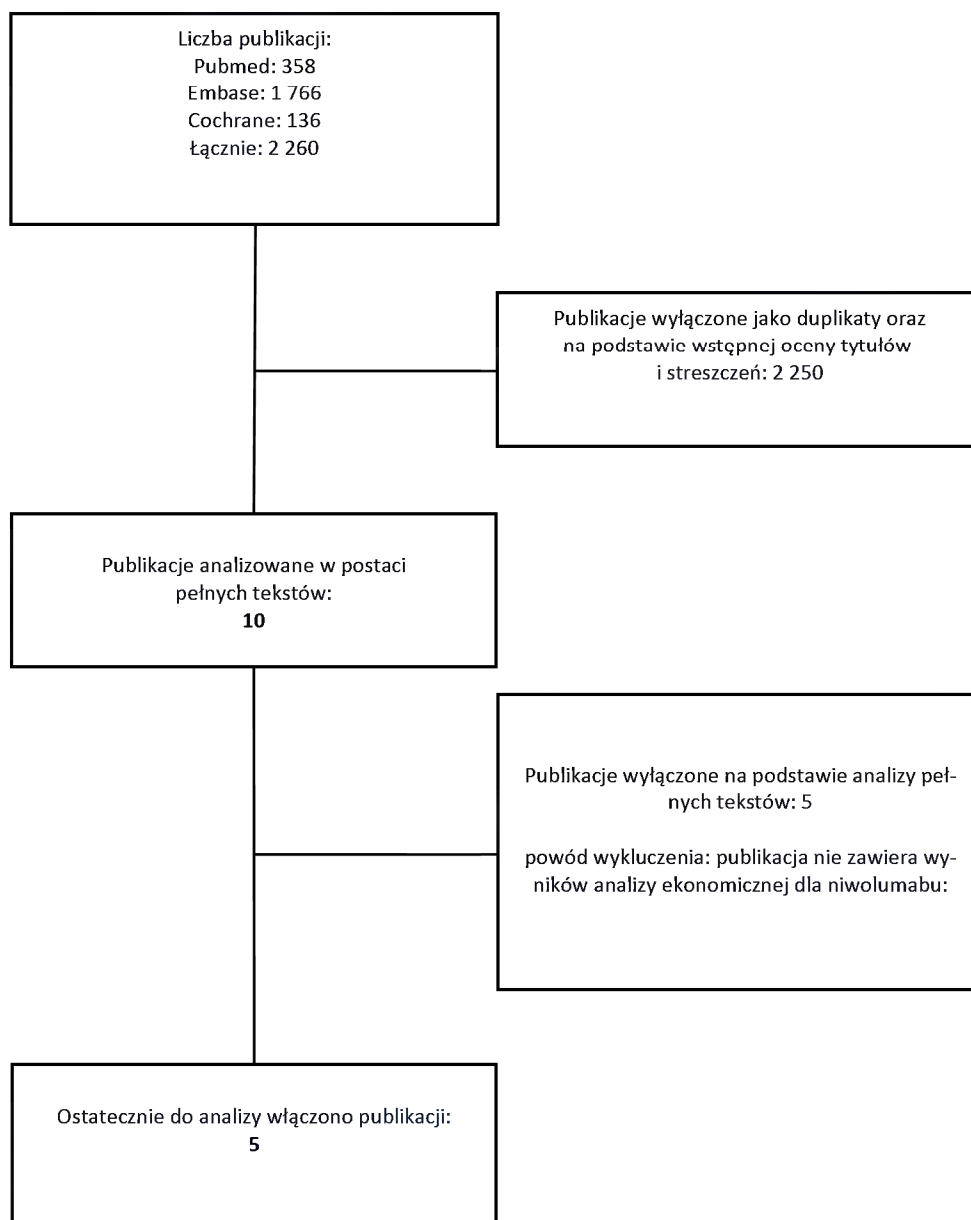 Liczba publikacji:
Pubmed: 358
Embase: 1 766
Cochrane: 136
Łącznie: 2 260
Publikacje wyłączone jako duplikaty oraz
na podstawie wstępnej oceny tytułów
i streszczeń: 2 250
Publikacje analizowane w postaci
pełnych tekstów:
10
Publikacje wyłączone na podstawie analizy peł-
nych tekstów: 5
powód wykluczenia: publikacja nie zawiera wy-
ników analizy ekonomicznej dla niwolumabu:
Ostatecznie do analizy włączono publikacji:
5